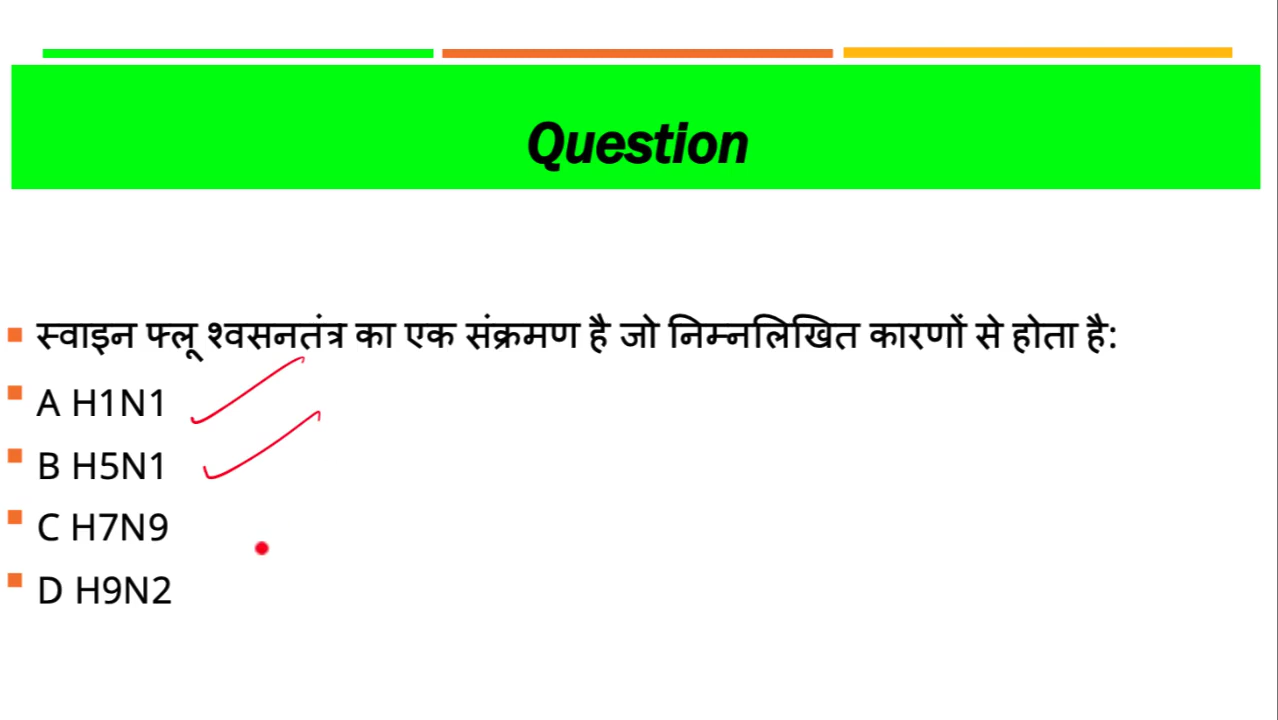 Question
स्वाइन फ्लू श्वसनतंत्र का एक संक्रमण है जो निम्नलिखित कारणों से होता है:
A H1N1
B H5N1
C H7N9
D H9N2